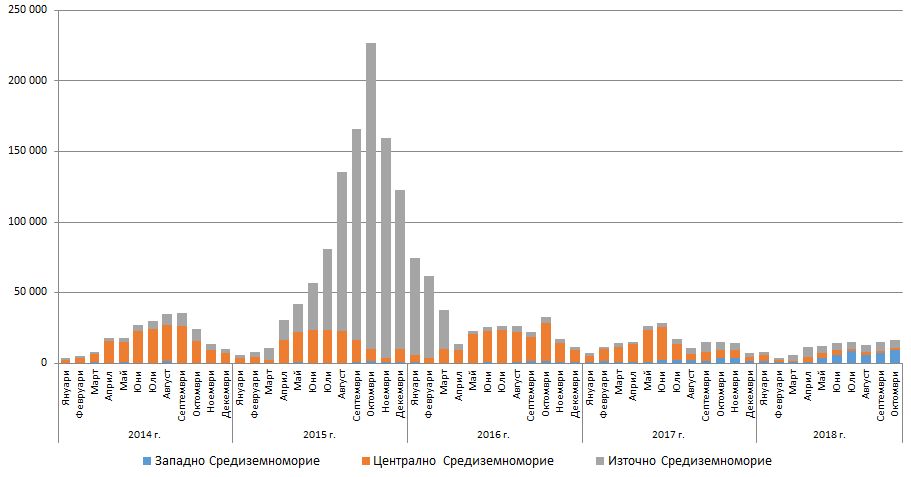 250 000
200 000
150 000
100 000
50 000
0
Януари Февруари Март Април Май Юни Юли Август Септември Октомври Ноември Декември Януари Февруари Март Април Май Юни Юли Август Септември Октомври Ноември Декември Януари Февруари Март Април Май Юни Юли Август Септември Октомври Ноември Декември Януари Февруари Март Април Май Юни Юли Август Септември Октомври Ноември Декември Януари Февруари Март Април Май Юни Юли Август Септември Октомври
2014 г. 2015 г. 2016 г. 2017 г. 2018 г.
Западно Средиземноморие Централно Средиземноморие Източно Средиземноморие